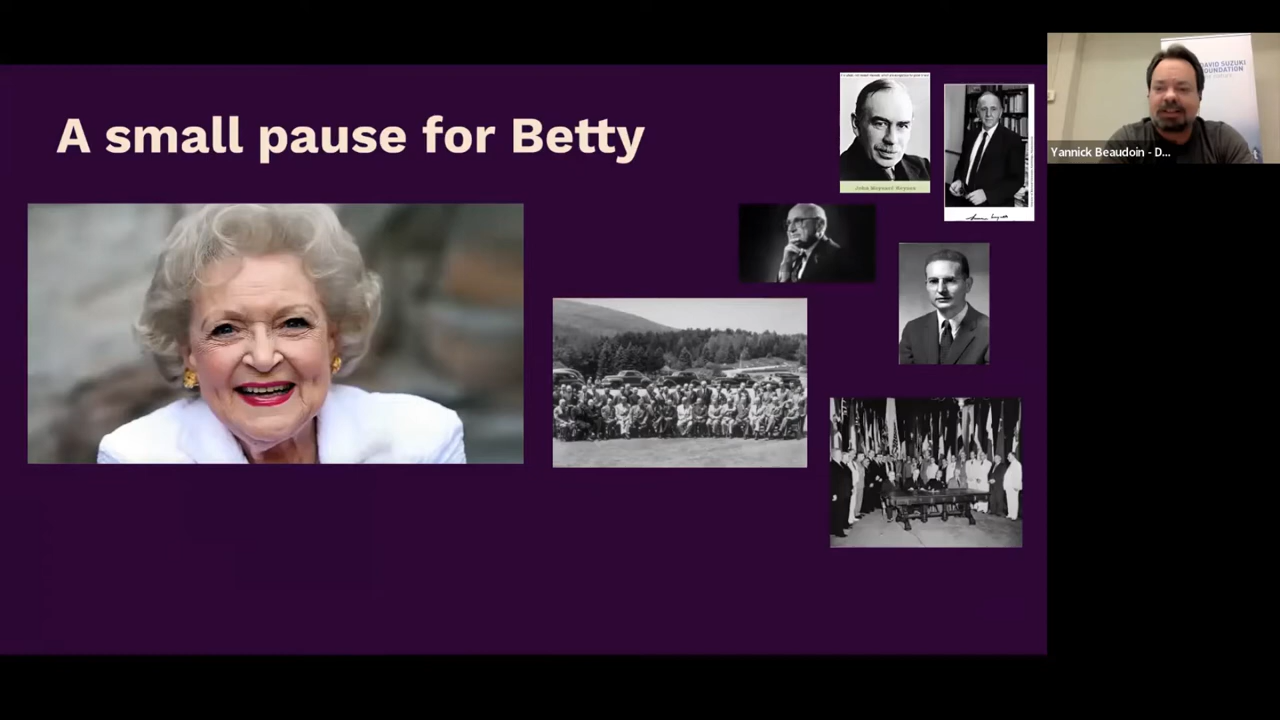 A small pause for Betty
John Maynard Keynes
DAVID SUZUKI
FOUNDATION
Yannick Beaudoin - D...